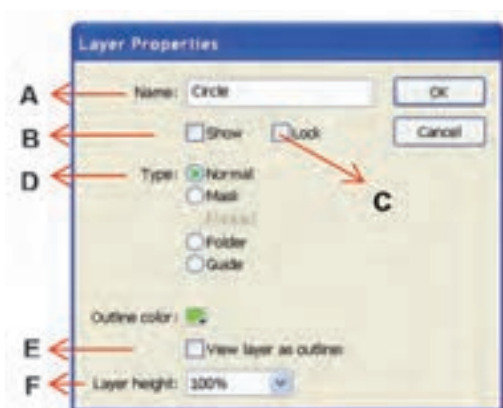 Layer Properties
A Name: Circle OK
B Show Lock Cancel
D Type: Normal C
Mask
Masked
Folder
Guide
Outline color:
E View layer as outlines
F Layer height: 100%